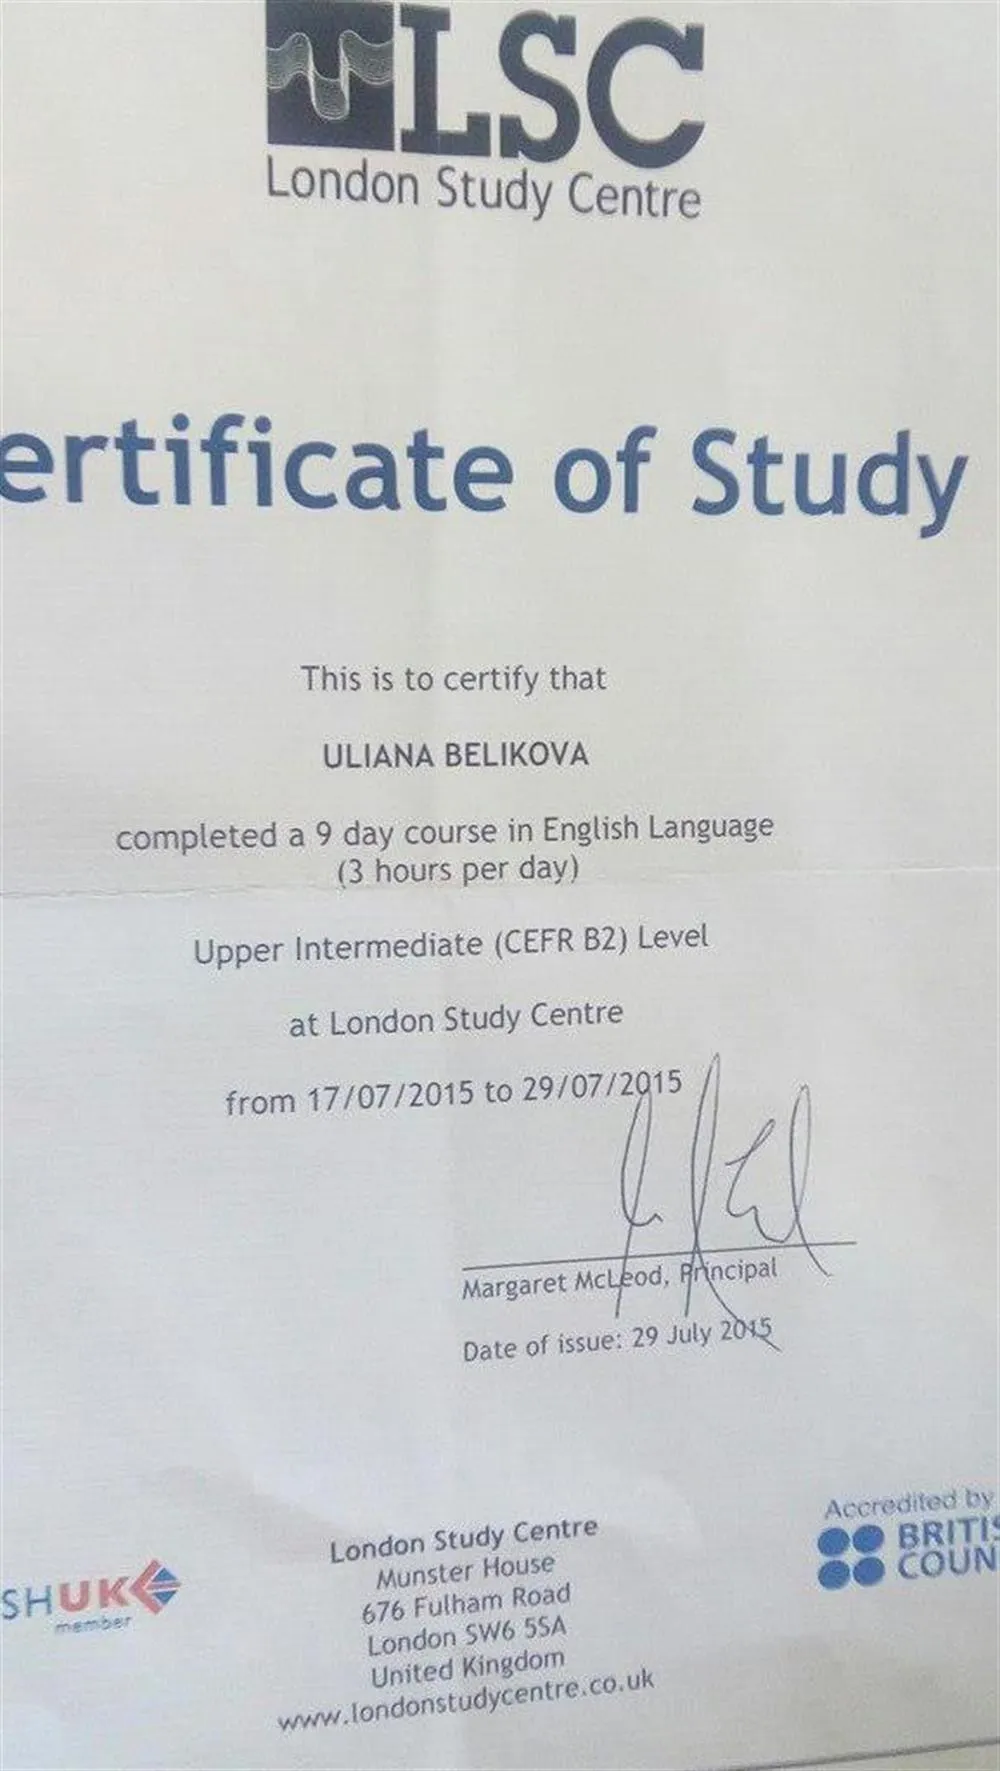 LSC
London Study Centre
ertificate of Study
This is to certify that
ULIANA BELIKOVA
completed a 9 day course in English Language
(3 hours per day)
Upper Intermediate (CEFR B2) Level
at London Study Centre
from 17/07/2015 to 29/07/2015
Margaret McLeod, Principal
Date of issue: 29 July 2015
London Study Centre
Munster House
676 Fulham Road
London SW6 5SA
United Kingdom
www.londonstudycentre.co.uk
SHUK
member
Accredited by
BRITIS
COUN